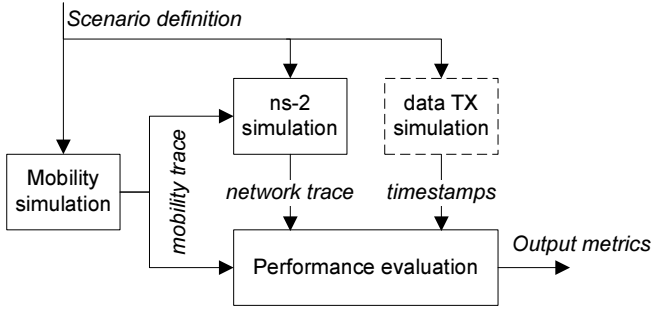 Scenario definition
ns-2
simulation
data TX
simulation
Mobility
simulation
mobility trace
network trace
timestamps
Output metrics
Performance evaluation